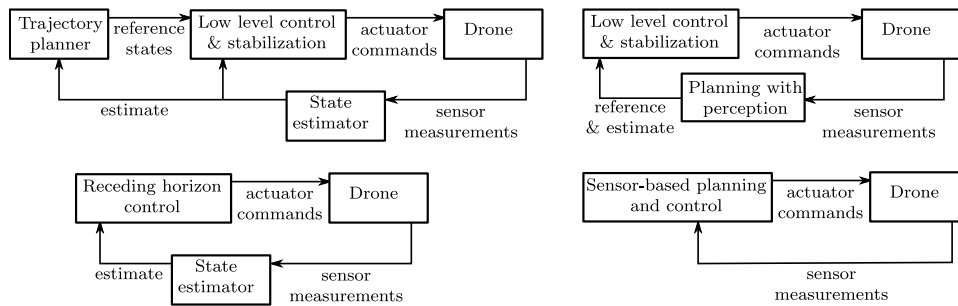 Trajectory
planner
reference
states
Low level control
& stabilization
actuator
commands
Drone
estimate
State
estimator
sensor
measurements
Low level control
& stabilization
actuator
commands
Drone
reference
& estimate
Planning with
perception
sensor
measurements
Receding horizon
control
actuator
commands
Drone
estimate
State
estimator
sensor
measurements
Sensor-based planning
and control
actuator
commands
Drone
sensor
measurements